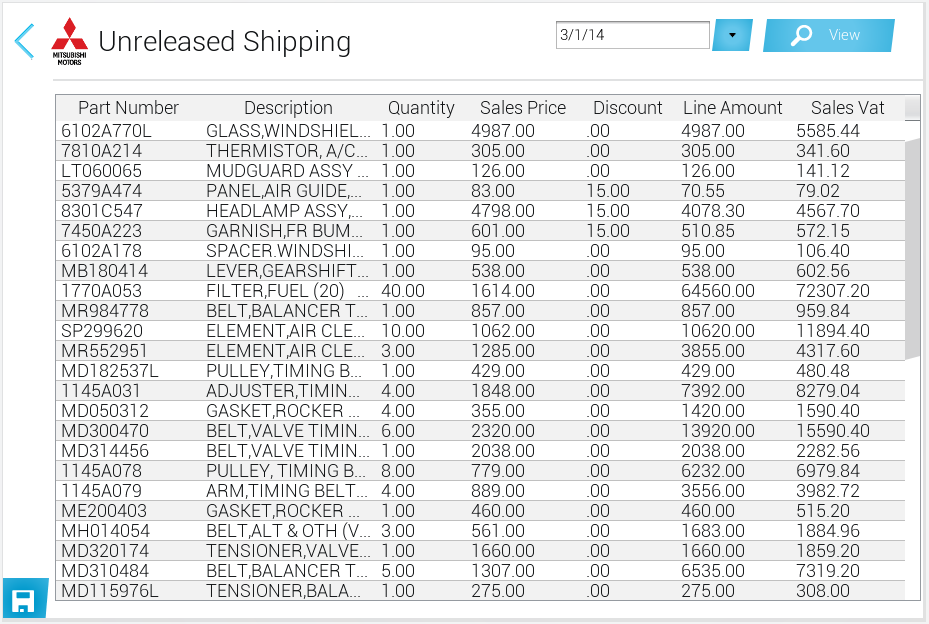 Unreleased Shipping
3/1/14
View
MITSUBISHI
MOTORS
Part Number Description Quantity Sales Price Discount Line Amount Sales Vat
6102A770L GLASS,WINDSHIEL... 1.00 4987.00 .00 4987.00 5585.44
7810A214 THERMISTOR, A/C... 1.00 305.00 .00 305.00 341.60
LT060065 MUDGUARD ASSY ... 1.00 126.00 .00 126.00 141.12
5379A474 PANEL,AIR GUIDE,... 1.00 83.00 15.00 70.55 79.02
8301C547 HEADLAMP ASSY,... 1.00 4798.00 15.00 4078.30 4567.70
7450A223 GARNISH,FR BUM... 1.00 601.00 15.00 510.85 572.15
6102A178 SPACER.WINDSHI... 1.00 95.00 .00 95.00 106.40
MB180414 LEVER,GEARSHIFT... 1.00 538.00 .00 538.00 602.56
1770A053 FILTER,FUEL (20) ... 40.00 1614.00 .00 64560.00 72307.20
MR984778 BELT,BALANCER T... 1.00 857.00 .00 857.00 959.84
SP299620 ELEMENT,AIR CLE... 10.00 1062.00 .00 10620.00 11894.40
MR552951 ELEMENT,AIR CLE... 3.00 1285.00 .00 3855.00 4317.60
MD182537L PULLEY,TIMING B... 1.00 429.00 .00 429.00 480.48
1145A031 ADJUSTER,TIMIN... 4.00 1848.00 .00 7392.00 8279.04
MD050312 GASKET,ROCKER ... 4.00 355.00 .00 1420.00 1590.40
MD300470 BELT,VALVE TIMIN... 6.00 2320.00 .00 13920.00 15590.40
MD314456 BELT,VALVE TIMIN... 1.00 2038.00 .00 2038.00 2282.56
1145A078 PULLEY, TIMING B... 8.00 779.00 .00 6232.00 6979.84
1145A079 ARM,TIMING BELT... 4.00 889.00 .00 3556.00 3982.72
ME200403 GASKET,ROCKER ... 1.00 460.00 .00 460.00 515.20
MH014054 BELT,ALT & OTH (V... 3.00 561.00 .00 1683.00 1884.96
MD320174 TENSIONER,VALVE... 1.00 1660.00 .00 1660.00 1859.20
MD310484 BELT,BALANCER T... 5.00 1307.00 .00 6535.00 7319.20
MD115976L TENSIONER,BALA... 1.00 275.00 .00 275.00 308.00